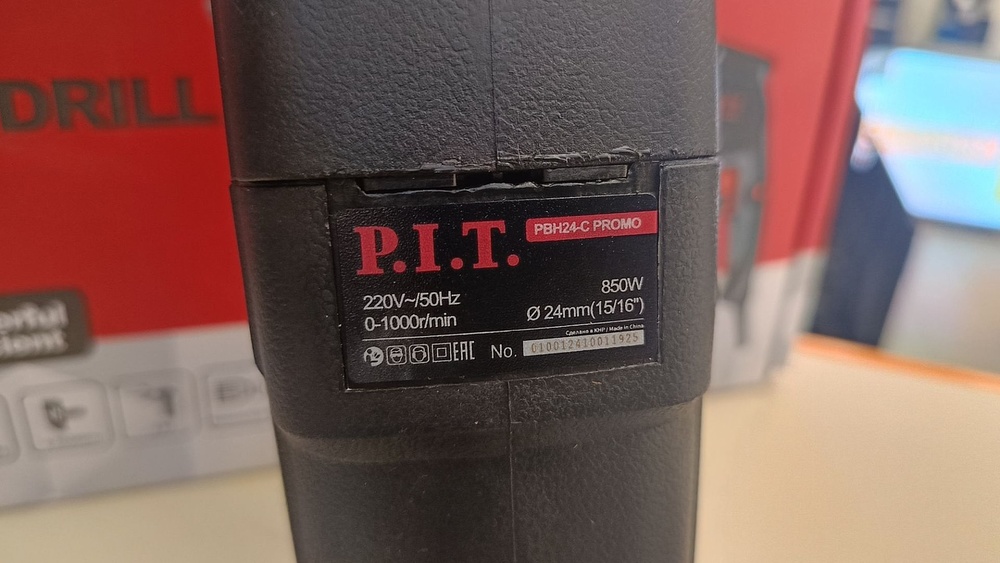 DRILL
P.I.T.
PBH24-C PROMO
220V~/50Hz
850W
0-1000r/min
Ø 24mm(15/16")
Сделано в КНР / Made in China
EAC
No. 010012410011925